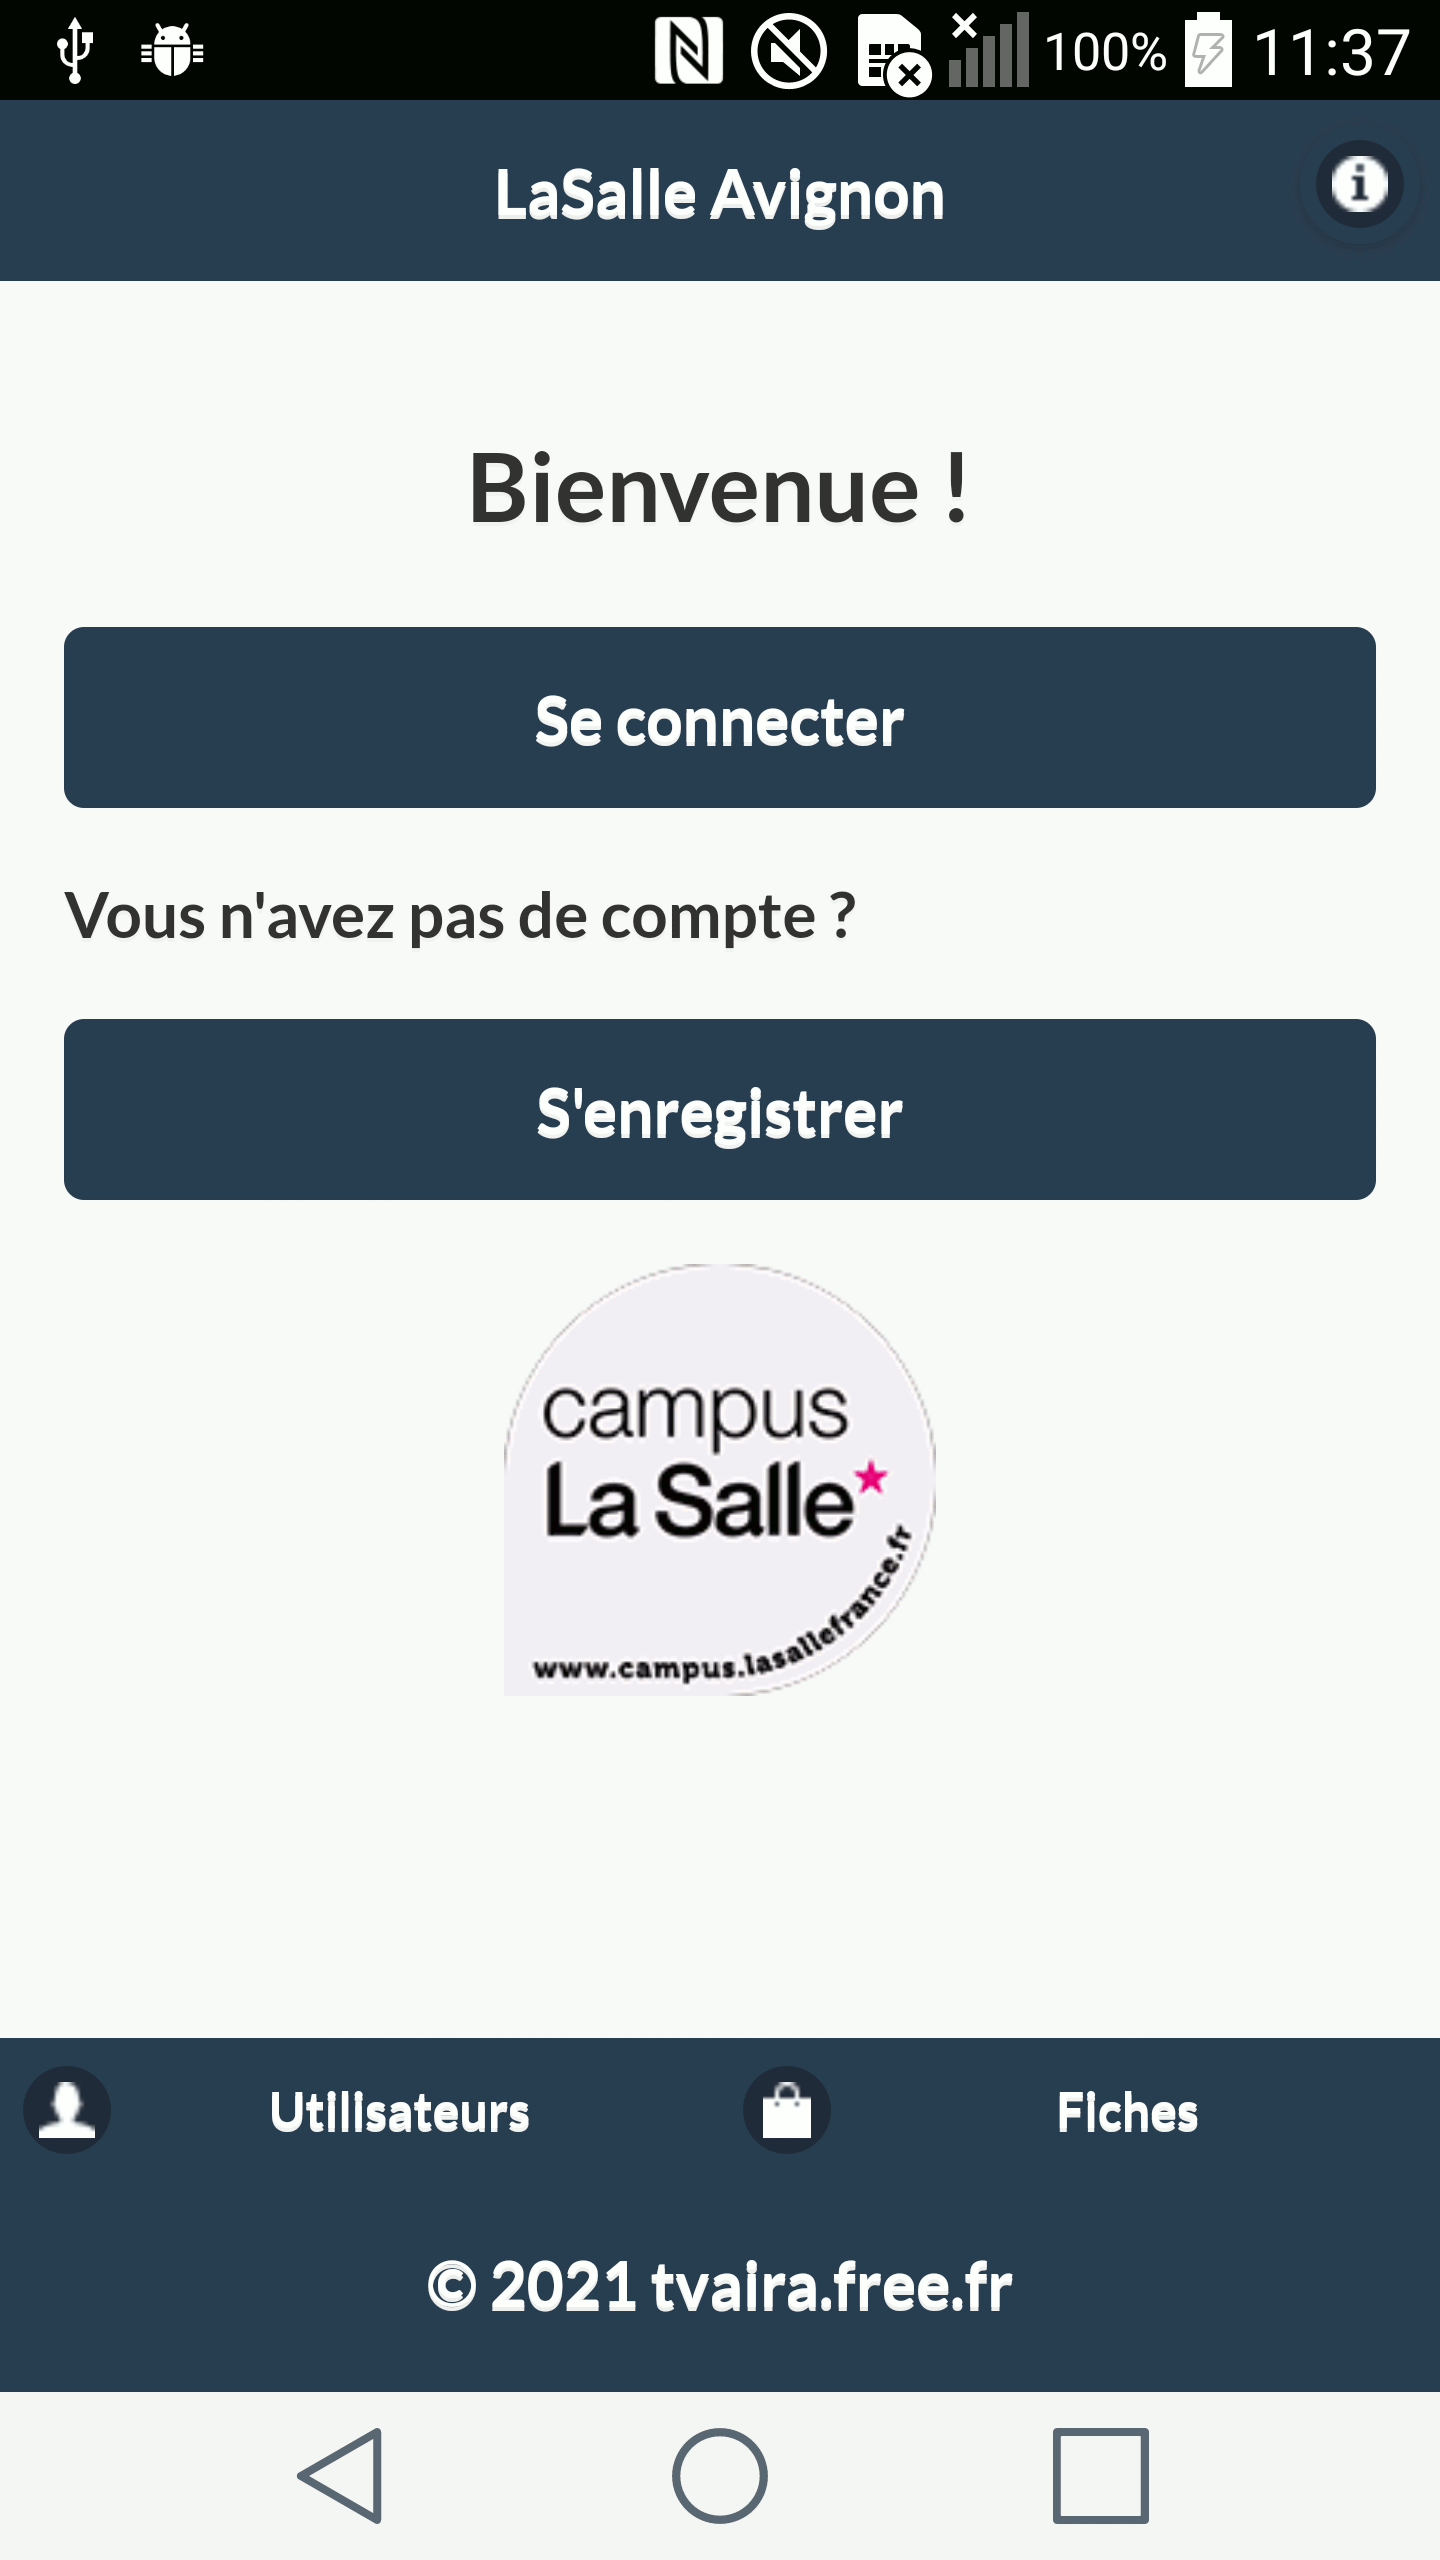 100% 11:37
LaSalle Avignon
Bienvenue !
Se connecter
Vous n'avez pas de compte ?
S'enregistrer
campus
La Salle
www.campus.lasallefrance.fr
Utilisateurs Fiches
© 2021 tvaira.free.fr